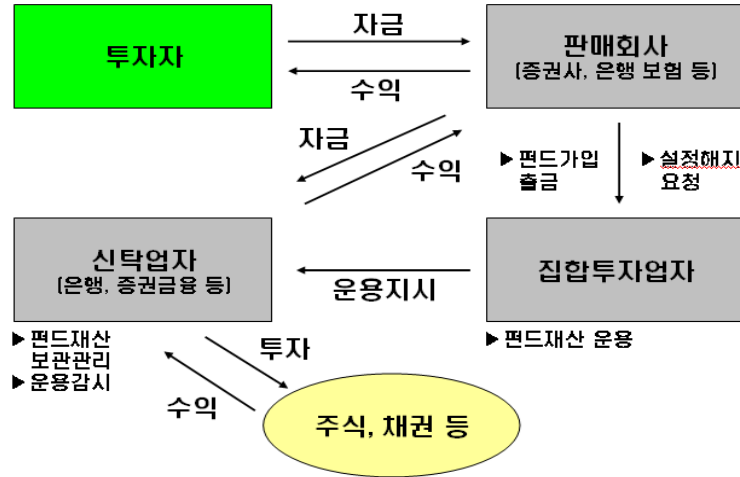 투자자
자금
수익
판매회사
(증권사, 은행 보험 등)
자금
수익
▶ 펀드가입
출금
▶ 설정해지
요청
신탁업자
(은행, 증권금융 등)
운용지시
집합투자업자
▶ 펀드재산
보관관리
▶ 운용감시
▶ 펀드재산 운용
투자
수익
주식, 채권 등